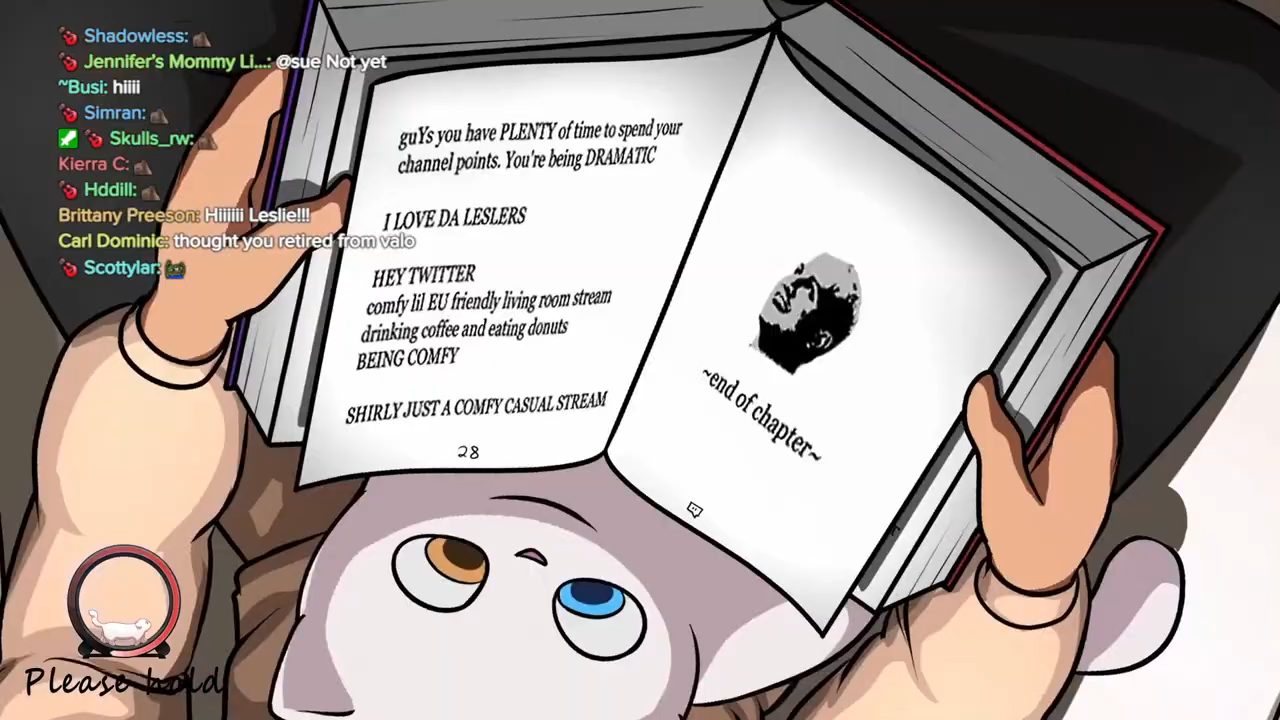 Shadowless:
Jennifer's Mommy Li...: @sue Not yet
~Busi: hiiii
Simran:
Skulls_rw:
Kierra C:
Hddill:
Brittany Preeson: Hiiiiii Leslie!!!
Carl Dominic: thought you retired from valo
Scottylar:
guYs you have PLENTY of time to spend your
channel points. You're being DRAMATIC
I LOVE DA LESLERS
HEY TWITTER
comfy lil EU friendly living room stream
drinking coffee and eating donuts
BEING COMFY
SHIRLY JUST A COMFY CASUAL STREAM
28
~end of chapter~
Please hold